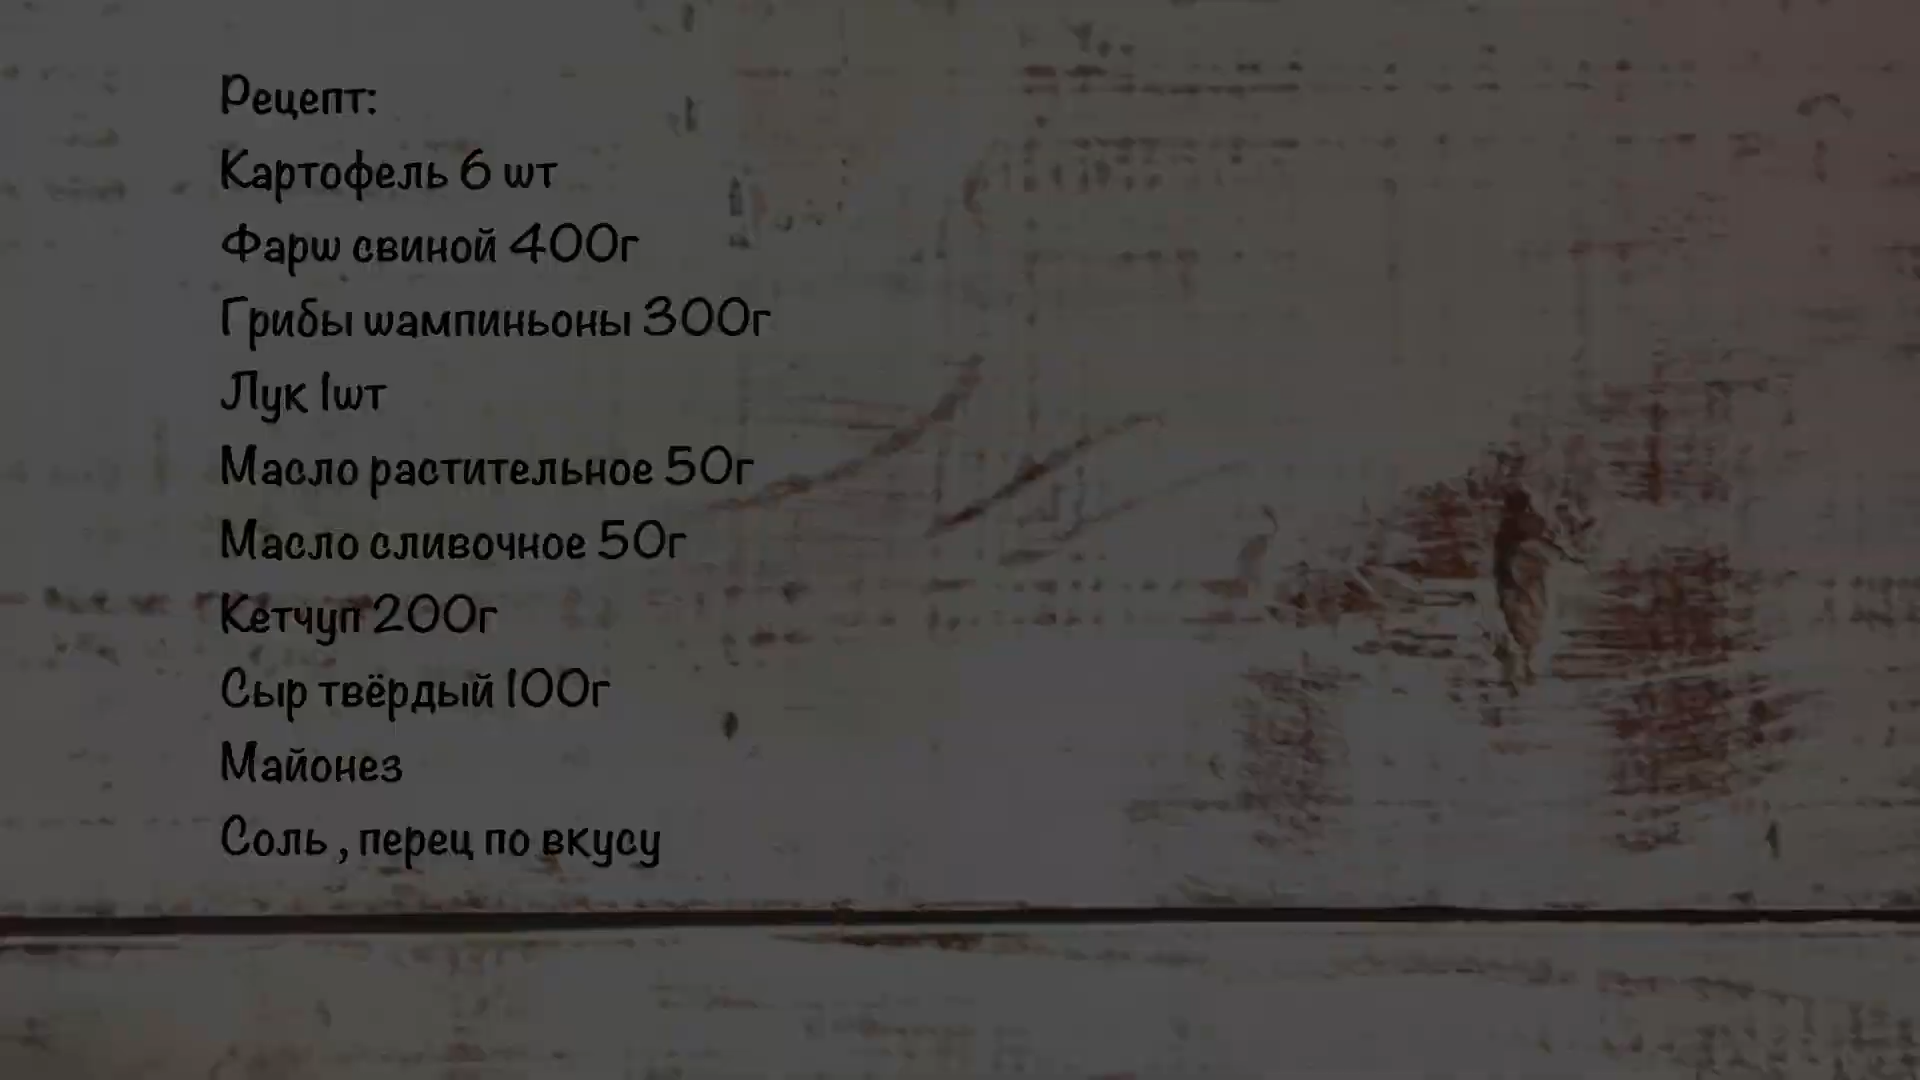 Рецепт:
Картофель 6 шт
Фарш свиной 400г
Грибы шампиньоны 300г
Лук 1шт
Масло растительное 50г
Масло сливочное 50г
Кетчуп 200г
Сыр твёрдый 100г
Майонез
Соль , перец по вкусу